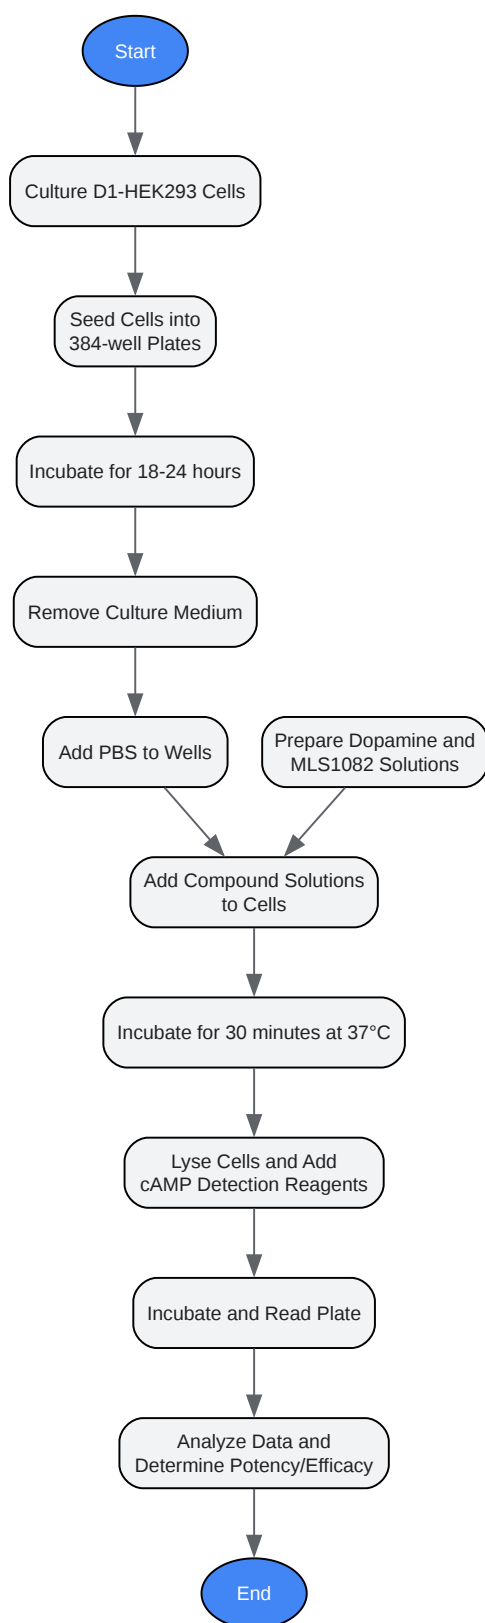 Start
Culture D1-HEK293 Cells
Seed Cells into
384-well Plates
Incubate for 18-24 hours
Remove Culture Medium
Add PBS to Wells
Prepare Dopamine and
MLS1082 Solutions
Add Compound Solutions
to Cells
Incubate for 30 minutes at 37°C
Lyse Cells and Add
cAMP Detection Reagents
Incubate and Read Plate
Analyze Data and
Determine Potency/Efficacy
End